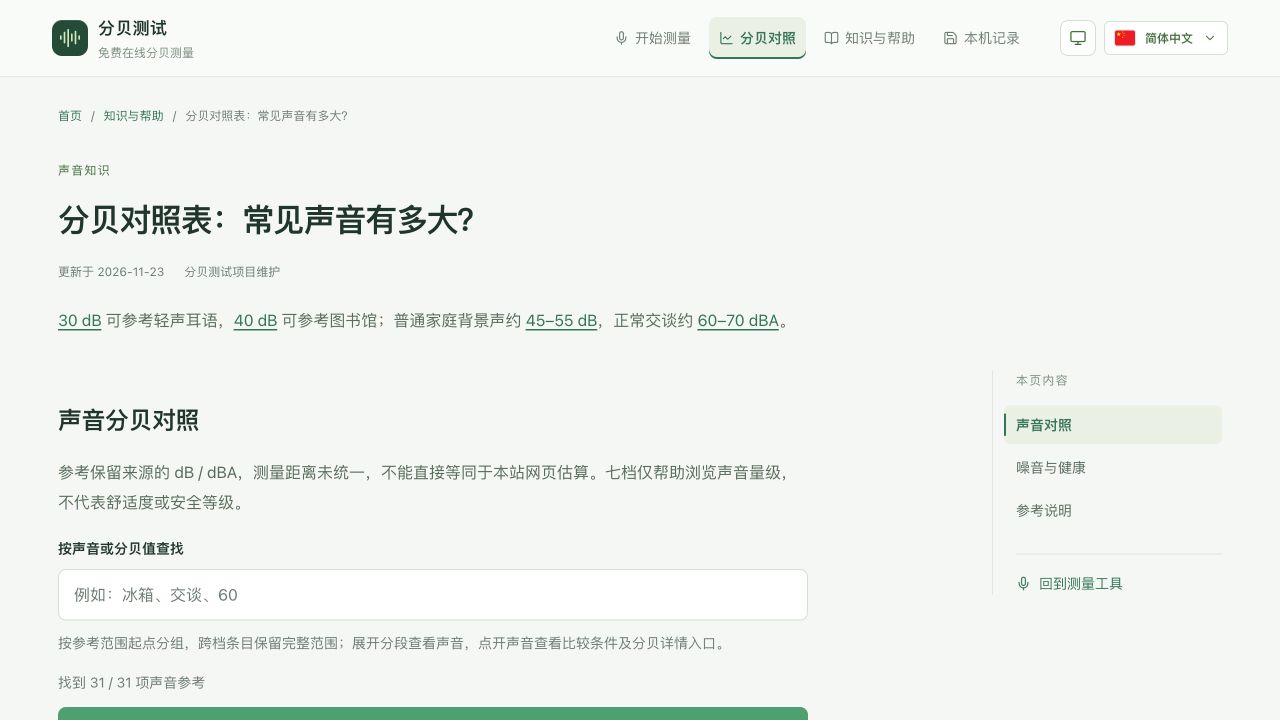 分贝测试
免费在线分贝测量
开始测量
分贝对照
知识与帮助
本机记录
简体中文
首页 / 知识与帮助 / 分贝对照表：常见声音有多大?
声音知识
分贝对照表：常见声音有多大?
更新于 2026-11-23 分贝测试项目维护
30 dB 可参考轻声耳语，40 dB 可参考图书馆；普通家庭背景声约 45–55 dB，正常交谈约 60–70 dBA。
声音分贝对照
参考保留来源的 dB / dBA，测量距离未统一，不能直接等同于本站网页估算。七档仅帮助浏览声音量级，
不代表舒适度或安全等级。
按声音或分贝值查找
例如：冰箱、交谈、60
按参考范围起点分组，跨档条目保留完整范围；展开分段查看声音，点开声音查看比较条件及分贝详情入口。
找到 31 / 31 项声音参考
本页内容
声音对照
噪音与健康
参考说明
回到测量工具